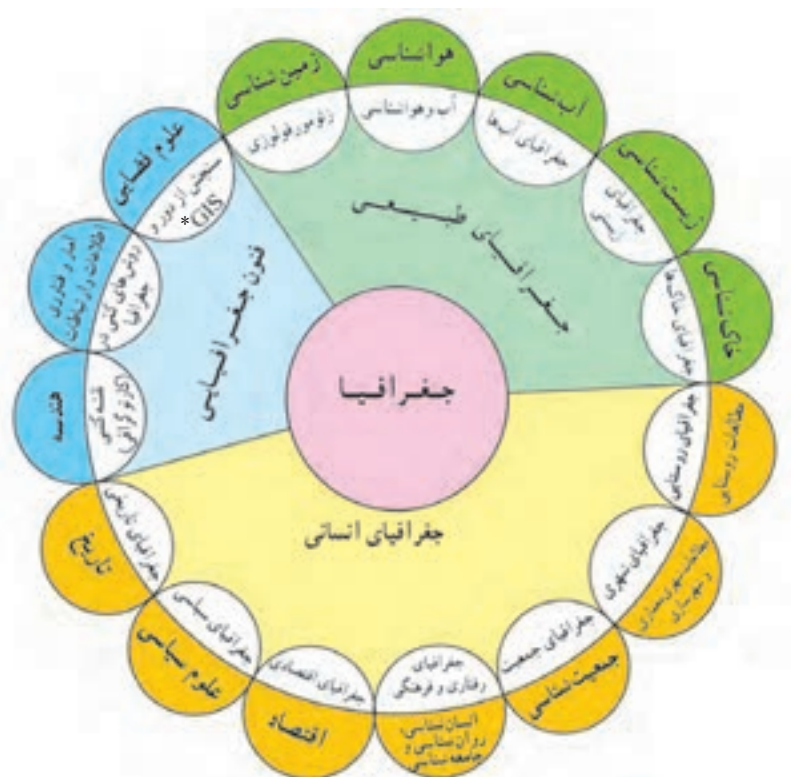 جغرافیا
جغرافیای طبیعی
زمین‌شناسی
ژئومورفولوژی
هواشناسی
آب و هواشناسی
آب‌شناسی
جغرافیای آب‌ها
زیست‌شناسی
جغرافیای
زیستی
خاک‌شناسی
جغرافیای خاک‌ها
جغرافیای انسانی
مطالعات روستایی
جغرافیای روستایی
مطالعات شهری، معماری
و شهرسازی
جغرافیای شهری
جمعیت‌شناسی
جغرافیای جمعیت
انسان‌شناسی،
روان‌شناسی و
جامعه‌شناسی
جغرافیای
رفتاری و فرهنگی
اقتصاد
جغرافیای اقتصادی
علوم سیاسی
جغرافیای سیاسی
تاریخ
جغرافیای تاریخی
فنون جغرافیایی
هندسه
نقشه‌کشی
(کارتوگرافی)
آمار و فناوری
اطلاعات و ارتباطات
روش‌های کمّی در
جغرافیا
علوم فضایی
سنجش از دور و
GIS*